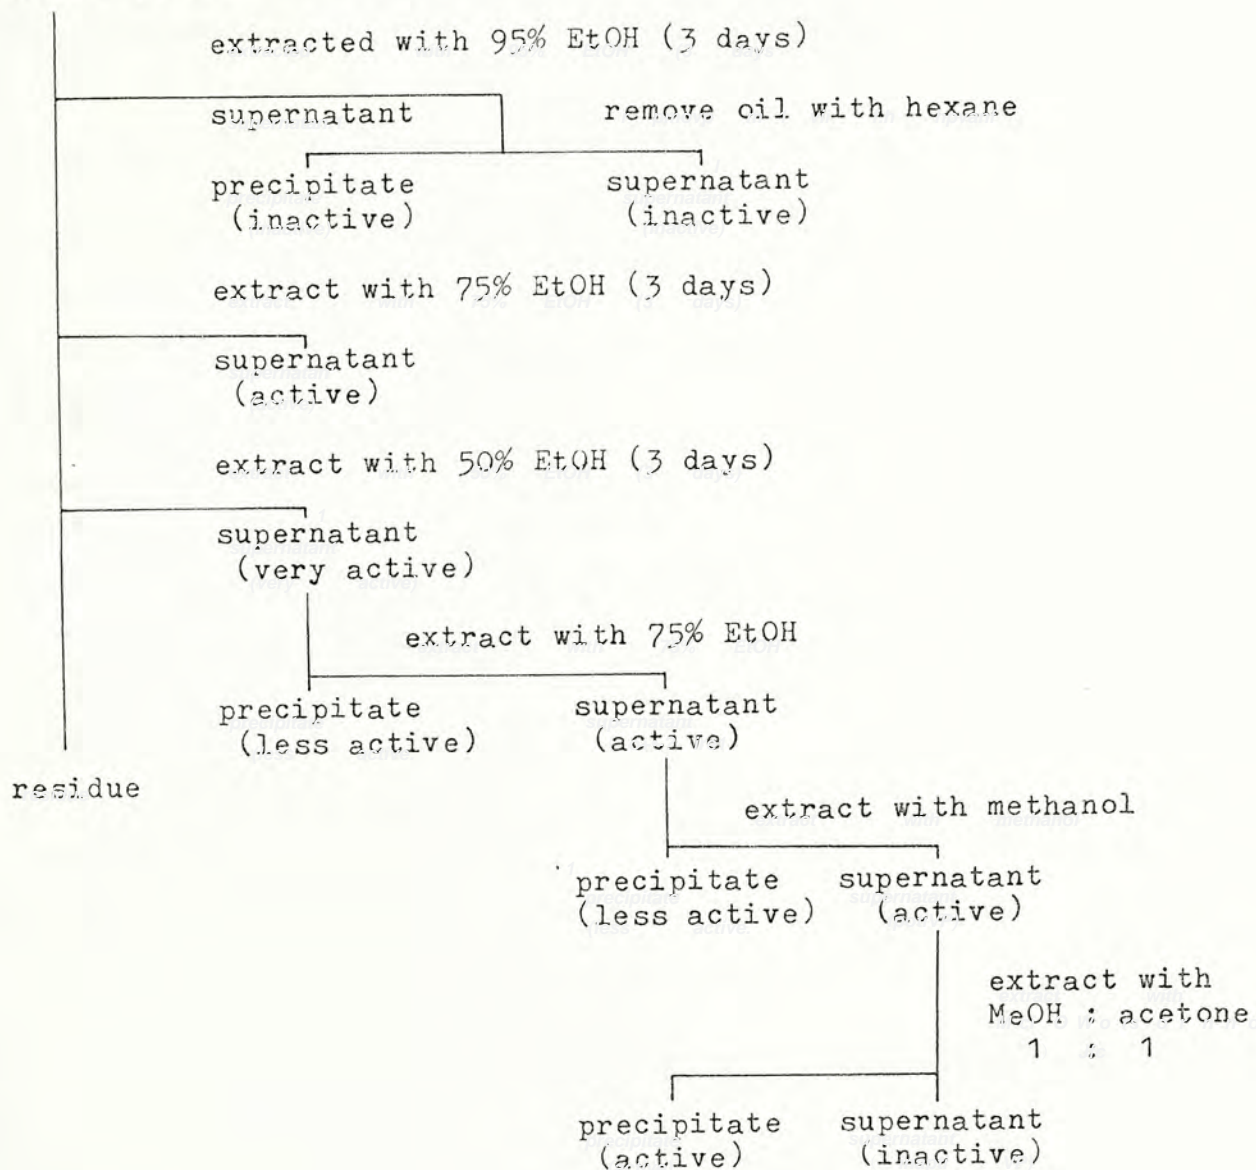 extracted with 95% EtOH (3 days)
supernatant remove oil with hexane
precipitate supernatant
(inactive) (inactive)
extract with 75% EtOH (3 days)
supernatant
(active)
extract with 50% EtOH (3 days)
supernatant
(very active)
extract with 75% EtOH
precipitate supernatant
(less active) (active)
residue
extract with methanol
precipitate supernatant
(less active) (active)
extract with
MeOH : acetone
1 : 1
precipitate supernatant
(active) (inactive)